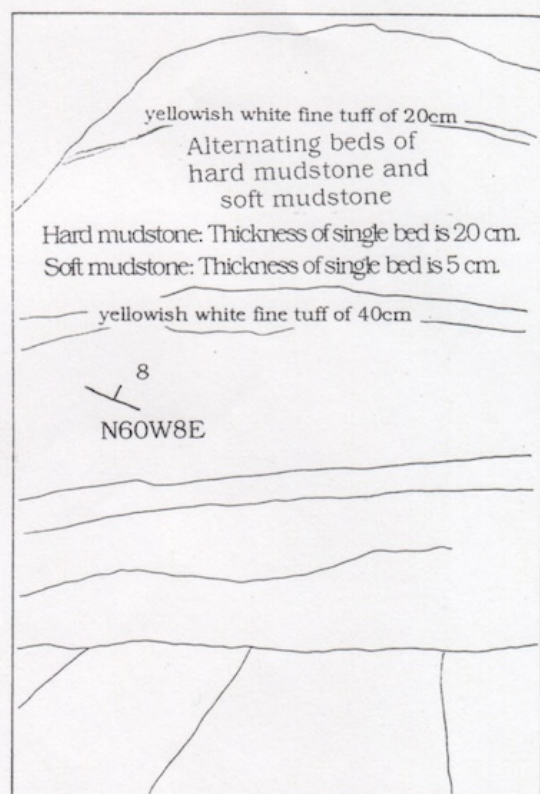 yellowish white fine tuff of 20cm
Alternating beds of
hard mudstone and
soft mudstone
Hard mudstone: Thickness of single bed is 20 cm.
Soft mudstone: Thickness of single bed is 5 cm.
yellowish white fine tuff of 40cm
8
N60W8E